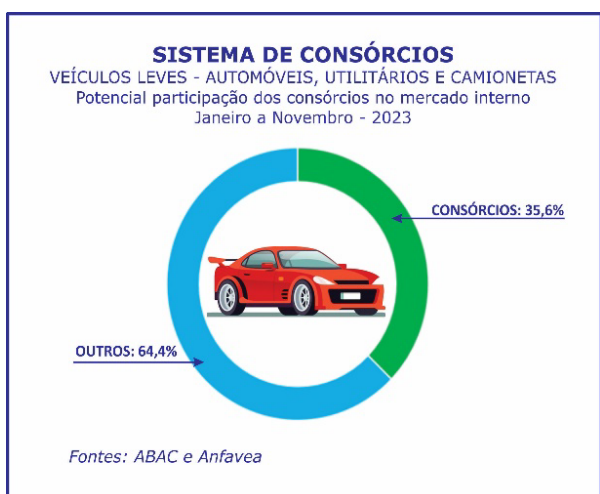 SISTEMA DE CONSÓRCIOS
VEÍCULOS LEVES - AUTOMÓVEIS, UTILITÁRIOS E CAMIONETAS
Potencial participação dos consórcios no mercado interno
Janeiro a Novembro - 2023
CONSÓRCIOS: 35,6%
OUTROS: 64,4%
Fontes: ABAC e Anfavea